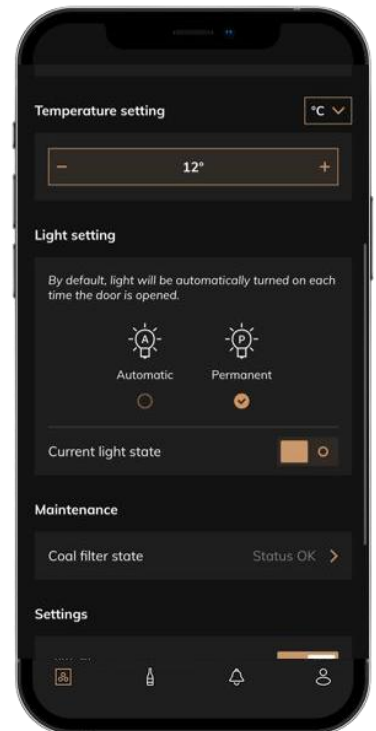 Temperature setting
°C
− 12° +
Light setting
By default, light will be automatically turned on each
time the door is opened.
A P
Automatic Permanent
Current light state
Maintenance
Coal filter state Status OK
Settings